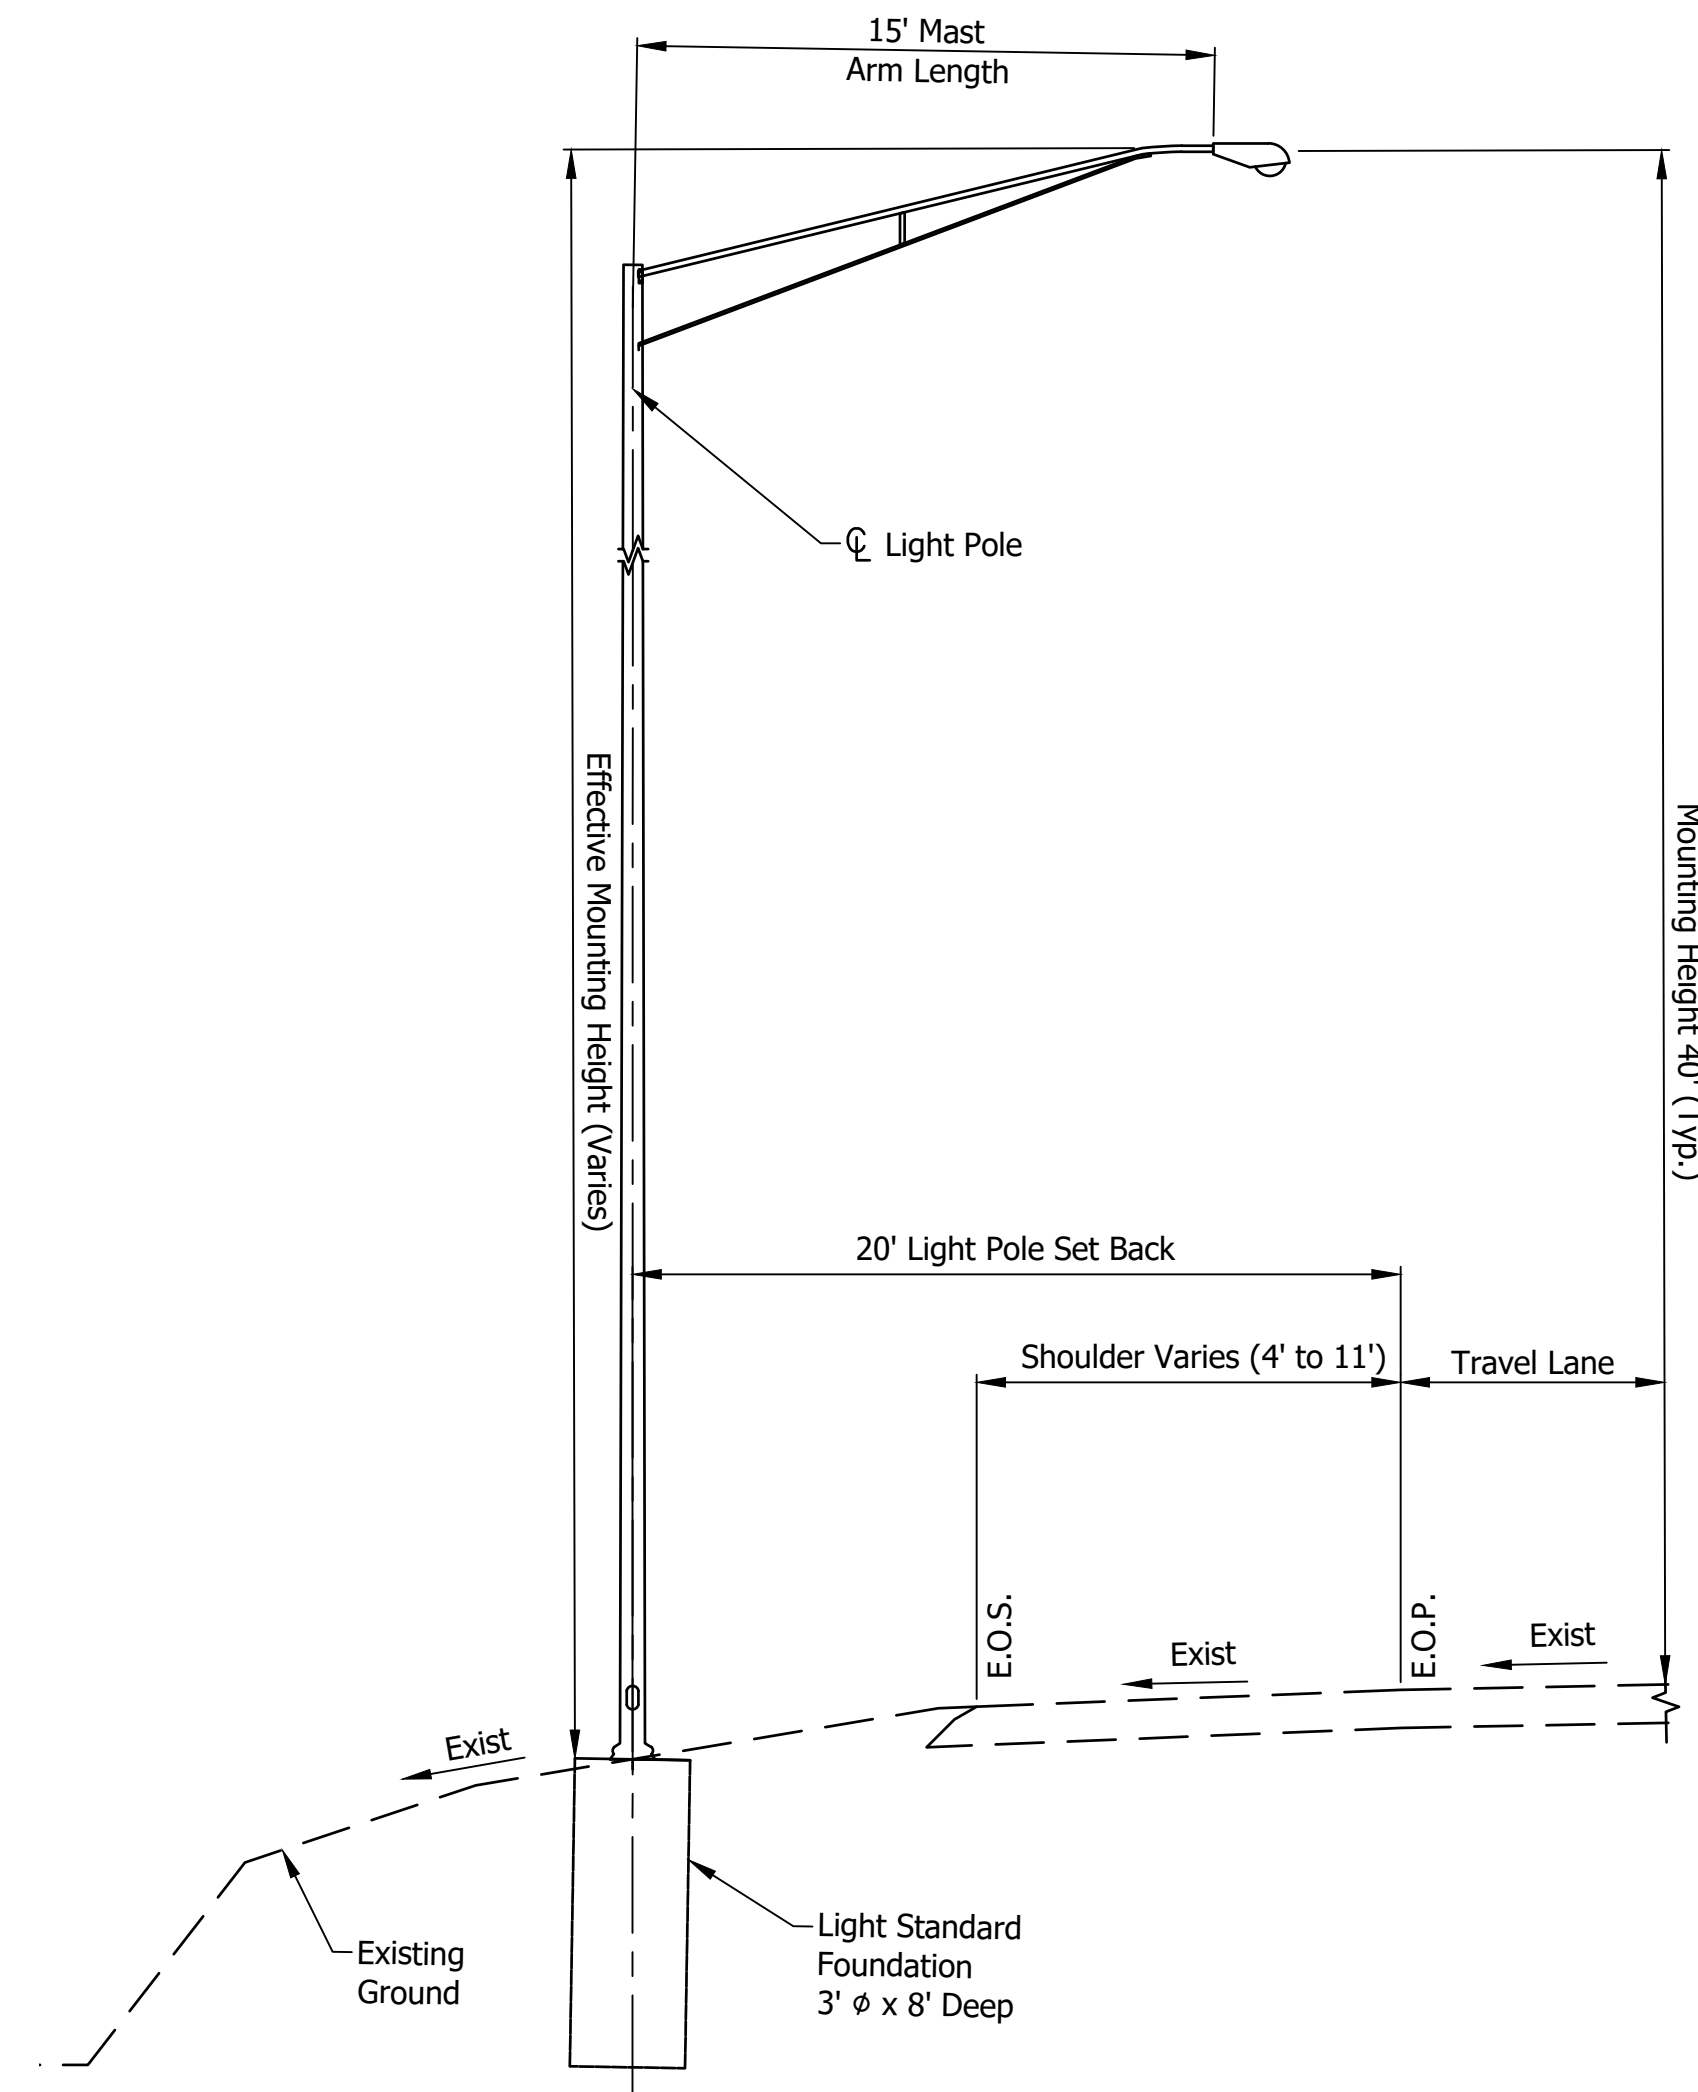 15' Mast
Arm Length
℄ Light Pole
Effective Mounting Height (Varies)
Mounting Height 40' (Typ.)
20' Light Pole Set Back
Shoulder Varies (4' to 11')
Travel Lane
E.O.S.
E.O.P.
Exist
Exist
Exist
Existing
Ground
Light Standard
Foundation
3' ϕ x 8' Deep